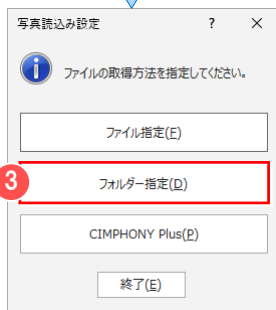 写真読込み設定 ? ×
ファイルの取得方法を指定してください。
ファイル指定(F)
3
フォルダー指定(D)
CIMPHONY Plus(P)
終了(E)